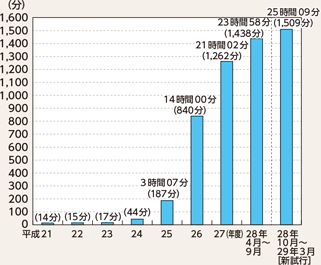 (分)
1,600
1,500
1,400
1,300
1,200
1,100
1,000
900
800
700
600
500
400
300
200
100
0
(14分)
(15分)
(17分)
(44分)
3時間07分
(187分)
14時間00分
(840分)
21時間02分
(1,262分)
23時間58分
(1,438分)
25時間09分
(1,509分)
平成21
22
23
24
25
26
27(年度)
28年
4月〜
9月
28年
10月〜
29年3月
[新試行]